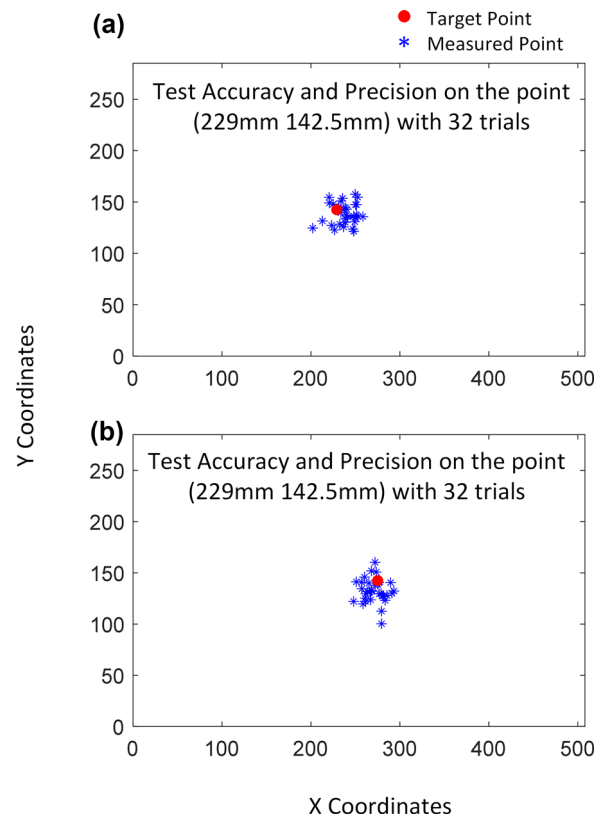 (a)
Target Point
Measured Point
Test Accuracy and Precision on the point
(229mm 142.5mm) with 32 trials
250
200
150
100
50
0
0 100 200 300 400 500
Y Coordinates
(b)
Test Accuracy and Precision on the point
(229mm 142.5mm) with 32 trials
250
200
150
100
50
0
0 100 200 300 400 500
X Coordinates